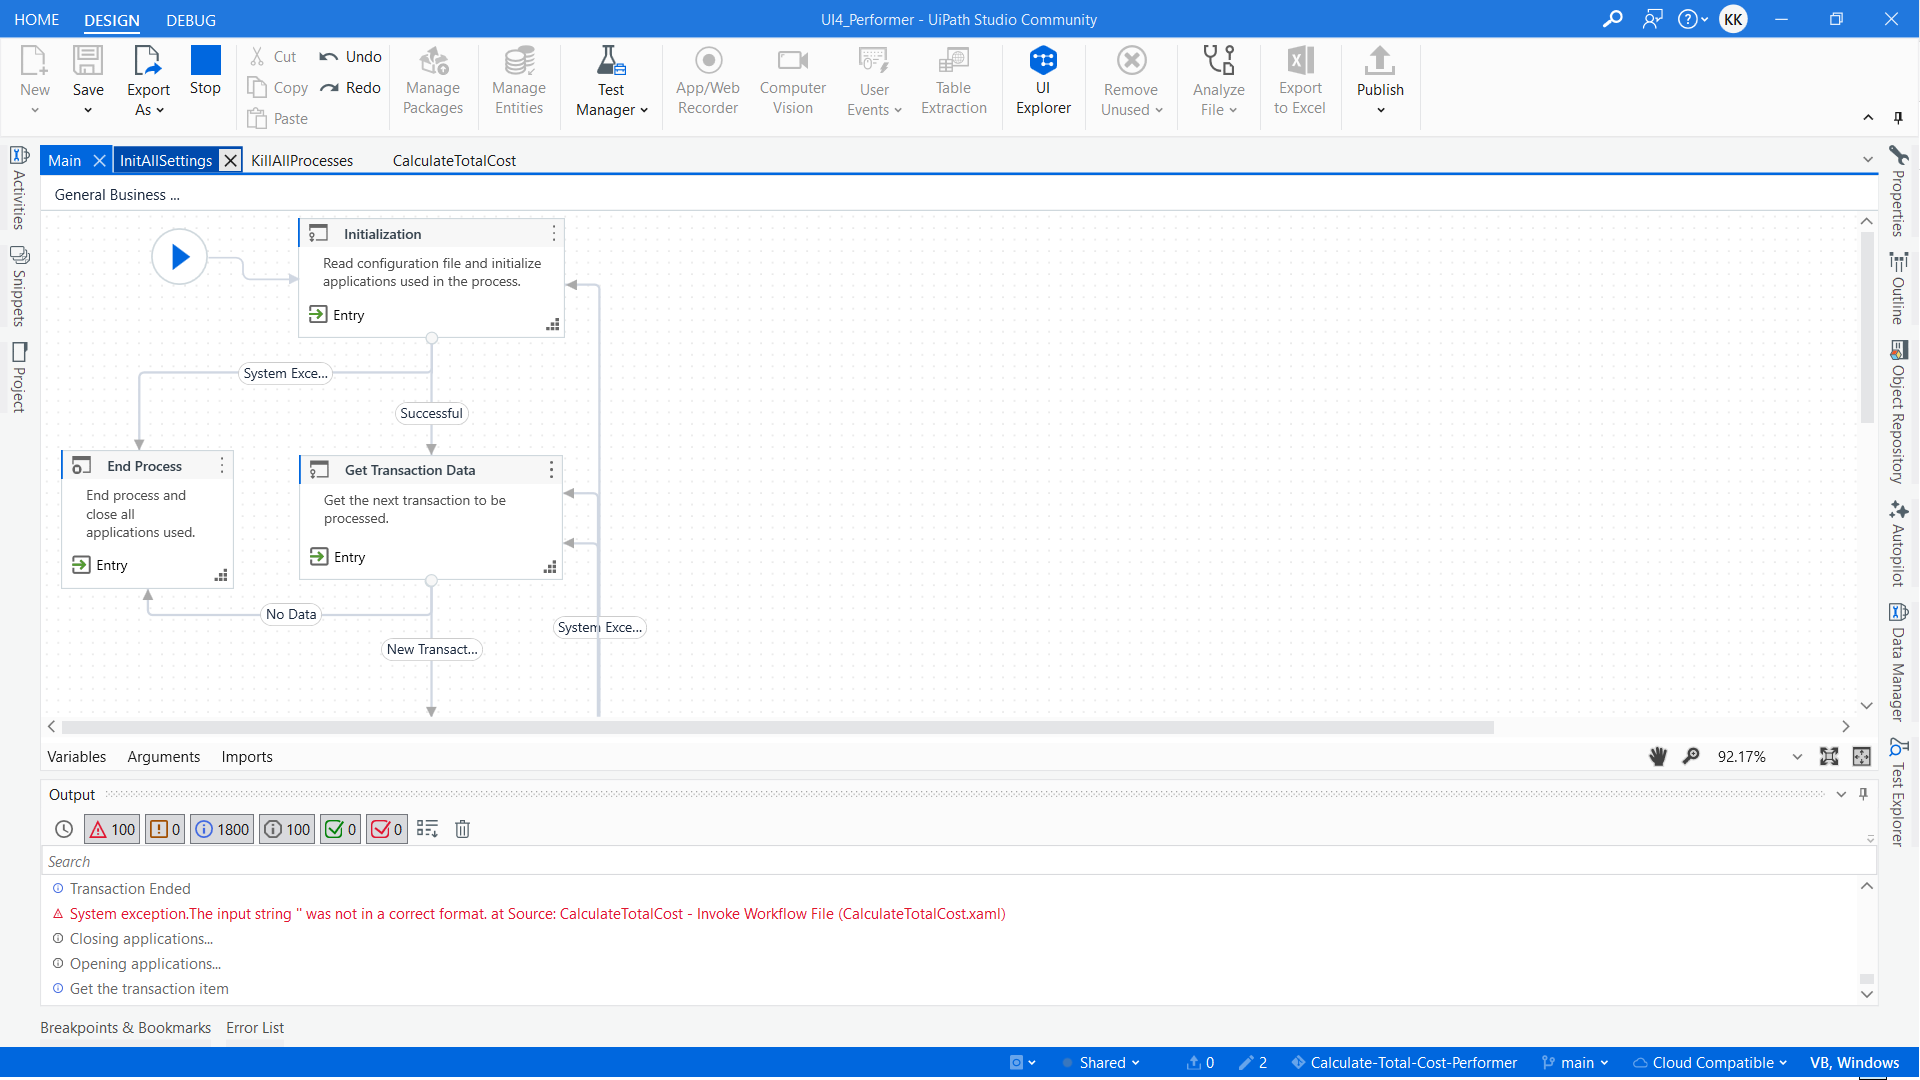 HOME DESIGN DEBUG UI4_Performer - UiPath Studio Community KK
New Save Export As Stop Cut Copy Paste Undo Redo Manage Packages Manage Entities Test Manager App/Web Recorder Computer Vision User Events Table Extraction UI Explorer Remove Unused Analyze File Export to Excel Publish
Main InitAllSettings KillAllProcesses CalculateTotalCost
General Business ...
Activities
Snippets
Project
Initialization
Read configuration file and initialize
applications used in the process.
Entry
System Exce...
Successful
End Process
End process and
close all
applications used.
Entry
Get Transaction Data
Get the next transaction to be
processed.
Entry
No Data
System Exce...
New Transact...
Properties
Outline
Object Repository
Autopilot
Data Manager
Test Explorer
Variables Arguments Imports 92.17%
Output
100 0 1800 100 0 0
Search
Transaction Ended
System exception.The input string '' was not in a correct format. at Source: CalculateTotalCost - Invoke Workflow File (CalculateTotalCost.xaml)
Closing applications...
Opening applications...
Get the transaction item
Breakpoints & Bookmarks Error List
Shared 0 2 Calculate-Total-Cost-Performer main Cloud Compatible VB, Windows